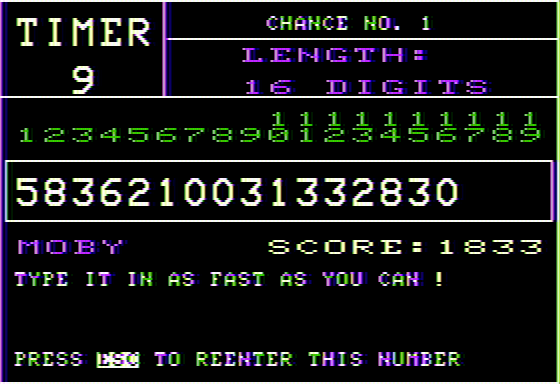 TIMER
9
CHANCE NO. 1
LENGTH:
16 DIGITS
1111111111
1234567890123456789
5836210031332830
MOBY SCORE:1833
TYPE IT IN AS FAST AS YOU CAN !
PRESS ESC TO REENTER THIS NUMBER